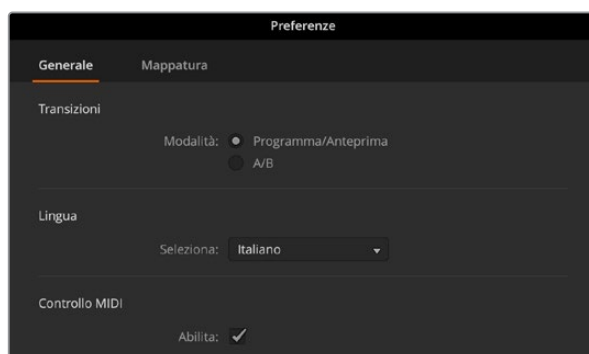 Preferenze
Generale Mappatura
Transizioni
Modalità: Programma/Anteprima
A/B
Lingua
Seleziona: Italiano
Controllo MIDI
Abilita: